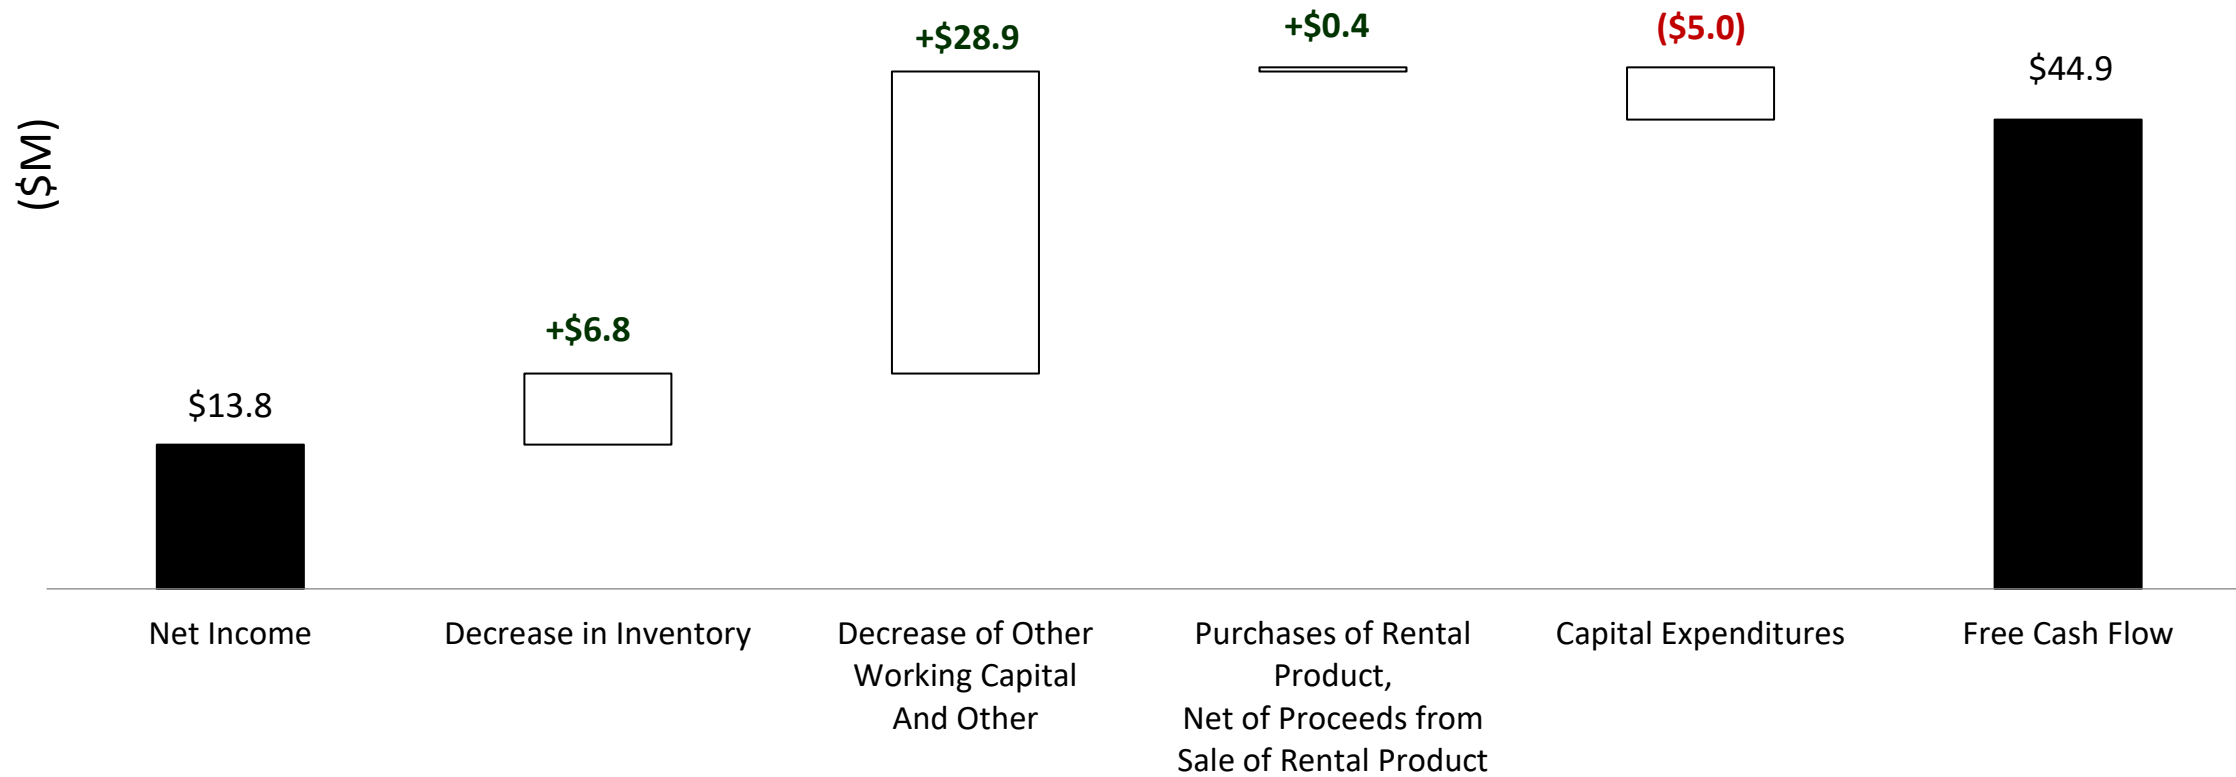 ($M)
$13.8
+$6.8
+$28.9
+$0.4
($5.0)
$44.9
Net Income
Decrease in Inventory
Decrease of Other
Working Capital
And Other
Purchases of Rental
Product,
Net of Proceeds from
Sale of Rental Product
Capital Expenditures
Free Cash Flow